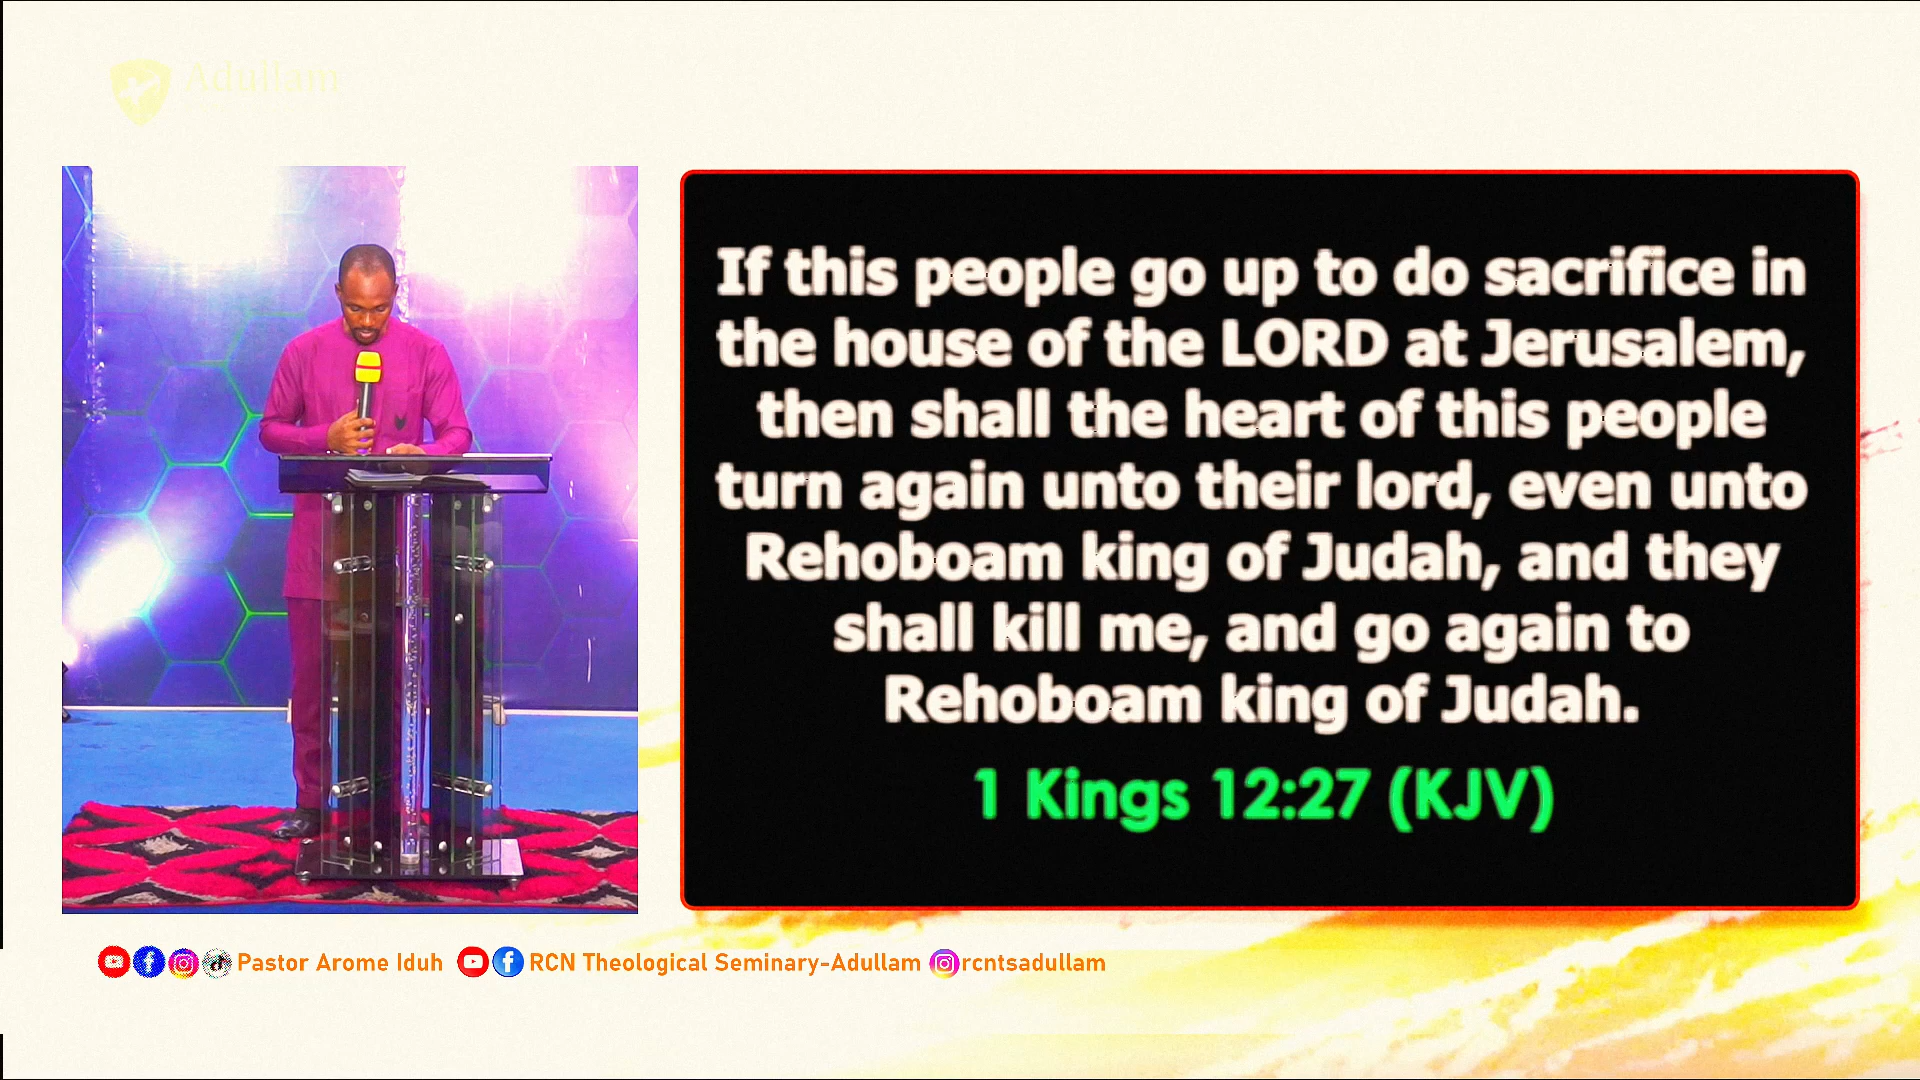 Adullam
If this people go up to do sacrifice in
the house of the LORD at Jerusalem,
then shall the heart of this people
turn again unto their lord, even unto
Rehoboam king of Judah, and they
shall kill me, and go again to
Rehoboam king of Judah.
1 Kings 12:27 (KJV)
Pastor Arome Iduh RCN Theological Seminary-Adullam rcntsadullam